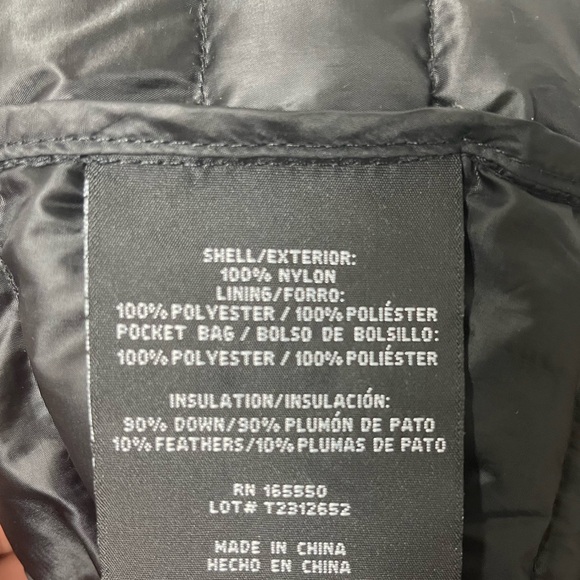 SHELL/EXTERIOR:
100% NYLON
LINING/FORRO:
100% POLYESTER / 100% POLIÉSTER
POCKET BAG / BOLSO DE BOLSILLO:
100% POLYESTER / 100% POLIÉSTER
INSULATION/INSULACIÓN:
90% DOWN/90% PLUMÓN DE PATO
10% FEATHERS/10% PLUMAS DE PATO
RN 165550
LOT# T2312652
MADE IN CHINA
HECHO EN CHINA